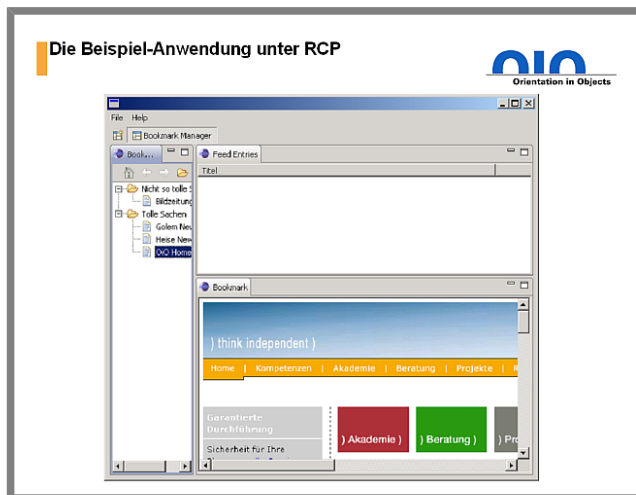 Die Beispiel-Anwendung unter RCP
Orientation in Objects
File Help
Bookmark Manager
Book...
Nicht so tolle S
Bildzeitung
Tolle Sachen
Golem Ne
Heise New
OIO Home
Feed Entries
Titel
Bookmark
) think independent )
Home | Kompetenzen | Akademie | Beratung | Projekte |
Garantierte
Durchführung
Sicherheit für Ihre
) Akademie )
) Beratung )
) Pro